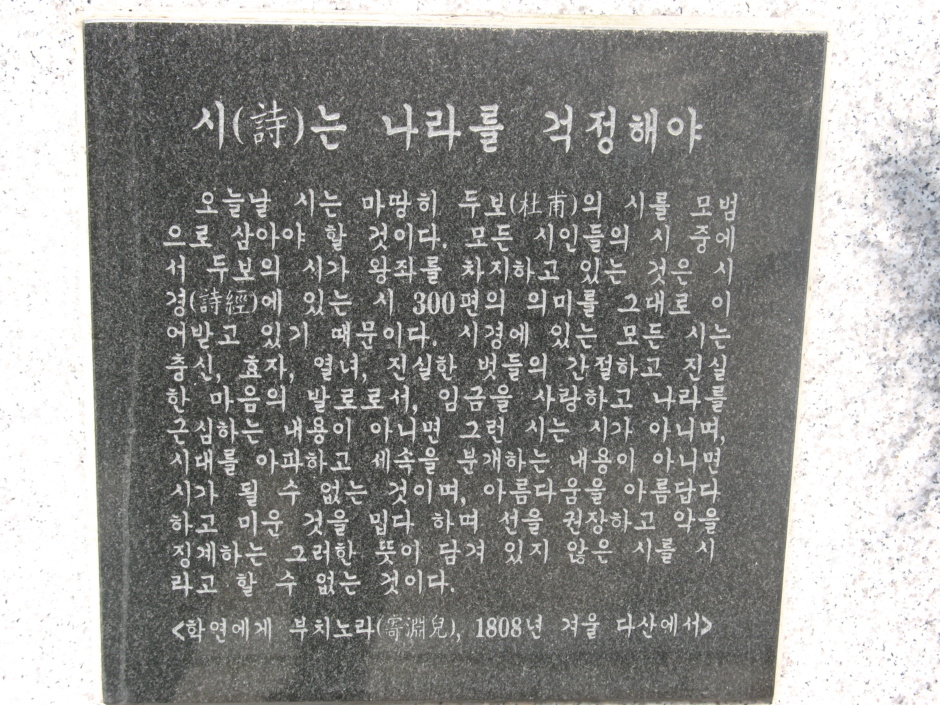 시(詩)는 나라를 걱정해야
오늘날 시는 마땅히 두보(杜甫)의 시를 모범
으로 삼아야 할 것이다. 모든 시인들의 시 중에
서 두보의 시가 왕좌를 차지하고 있는 것은 시
경(詩經)에 있는 시 300편의 의미를 그대로 이
어받고 있기 때문이다. 시경에 있는 모든 시는
충신, 효자, 열녀, 진실한 벗들의 간절하고 진실
한 마음의 발로로서, 임금을 사랑하고 나라를
근심하는 내용이 아니면 그런 시는 시가 아니며,
시대를 아파하고 세속을 분개하는 내용이 아니면
시가 될 수 없는 것이며, 아름다움을 아름답다
하고 미운 것을 밉다 하며 선을 권장하고 악을
징계하는 그러한 뜻이 담겨 있지 않은 시를 시
라고 할 수 없는 것이다.
<학연에게 부치노라(寄淵兒), 1808년 겨울 다산에서>